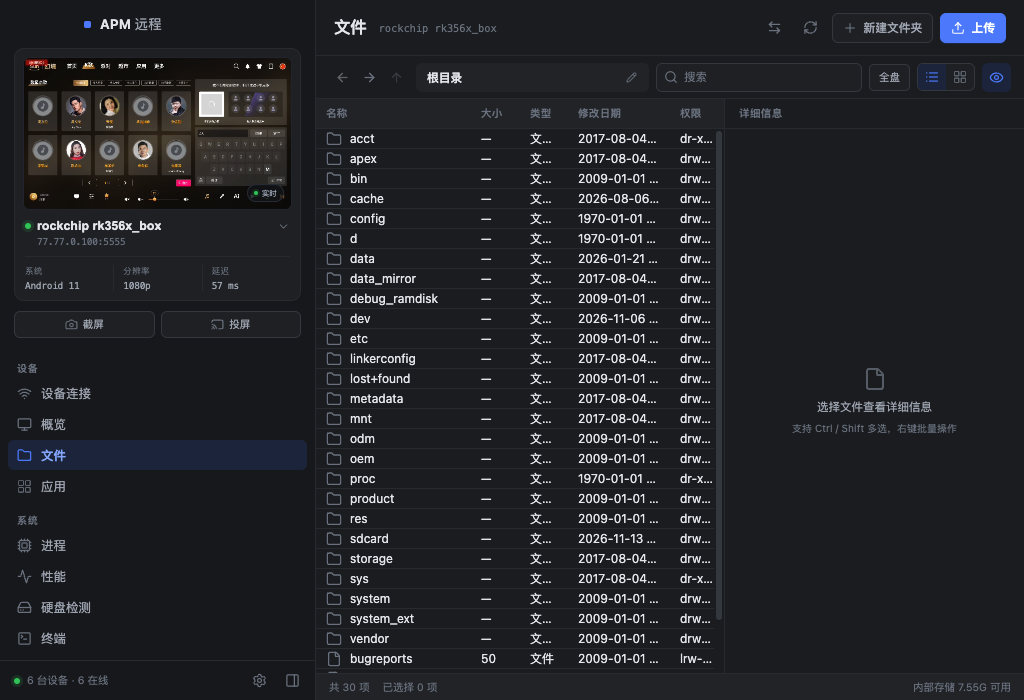 APM 远程
实时
rockchip rk356x_box
77.77.0.100:5555
系统 分辨率 延迟
Android 11 1080p 57 ms
截屏 投屏
设备
设备连接
概览
文件
应用
系统
进程
性能
硬盘检测
终端
6 台设备 · 6 在线
文件 rockchip rk356x_box
新建文件夹 上传
根目录 搜索 全盘
名称 大小 类型 修改日期 权限 详细信息
acct — 文... 2017-08-04... dr-x...
apex — 文... 2017-08-04... drw...
bin — 文... 2009-01-01 ... drw...
cache — 文... 2026-08-06... drw...
config — 文... 1970-01-01 ... drw...
d — 文... 1970-01-01 ... drw...
data — 文... 2026-01-21 ... drw...
data_mirror — 文... 2017-08-04... drw...
debug_ramdisk — 文... 2009-01-01 ... drw...
dev — 文... 2026-11-06 ... drw...
etc — 文... 2009-01-01 ... drw...
linkerconfig — 文... 2017-08-04... drw...
lost+found — 文... 2009-01-01 ... drw...
metadata — 文... 2017-08-04... drw...
mnt — 文... 2017-08-04... drw...
odm — 文... 2009-01-01 ... drw...
oem — 文... 2009-01-01 ... drw...
proc — 文... 1970-01-01 ... dr-x...
product — 文... 2009-01-01 ... drw...
res — 文... 2009-01-01 ... drw...
sdcard — 文... 2026-11-13 ... drw...
storage — 文... 2017-08-04... drw...
sys — 文... 2017-08-04... dr-x...
system — 文... 2009-01-01 ... drw...
system_ext — 文... 2009-01-01 ... drw...
vendor — 文... 2009-01-01 ... drw...
bugreports 50 文件 2009-01-01 ... lrw-...
选择文件查看详细信息
支持 Ctrl / Shift 多选，右键批量操作
共 30 项 已选择 0 项
内部存储 7.55G 可用